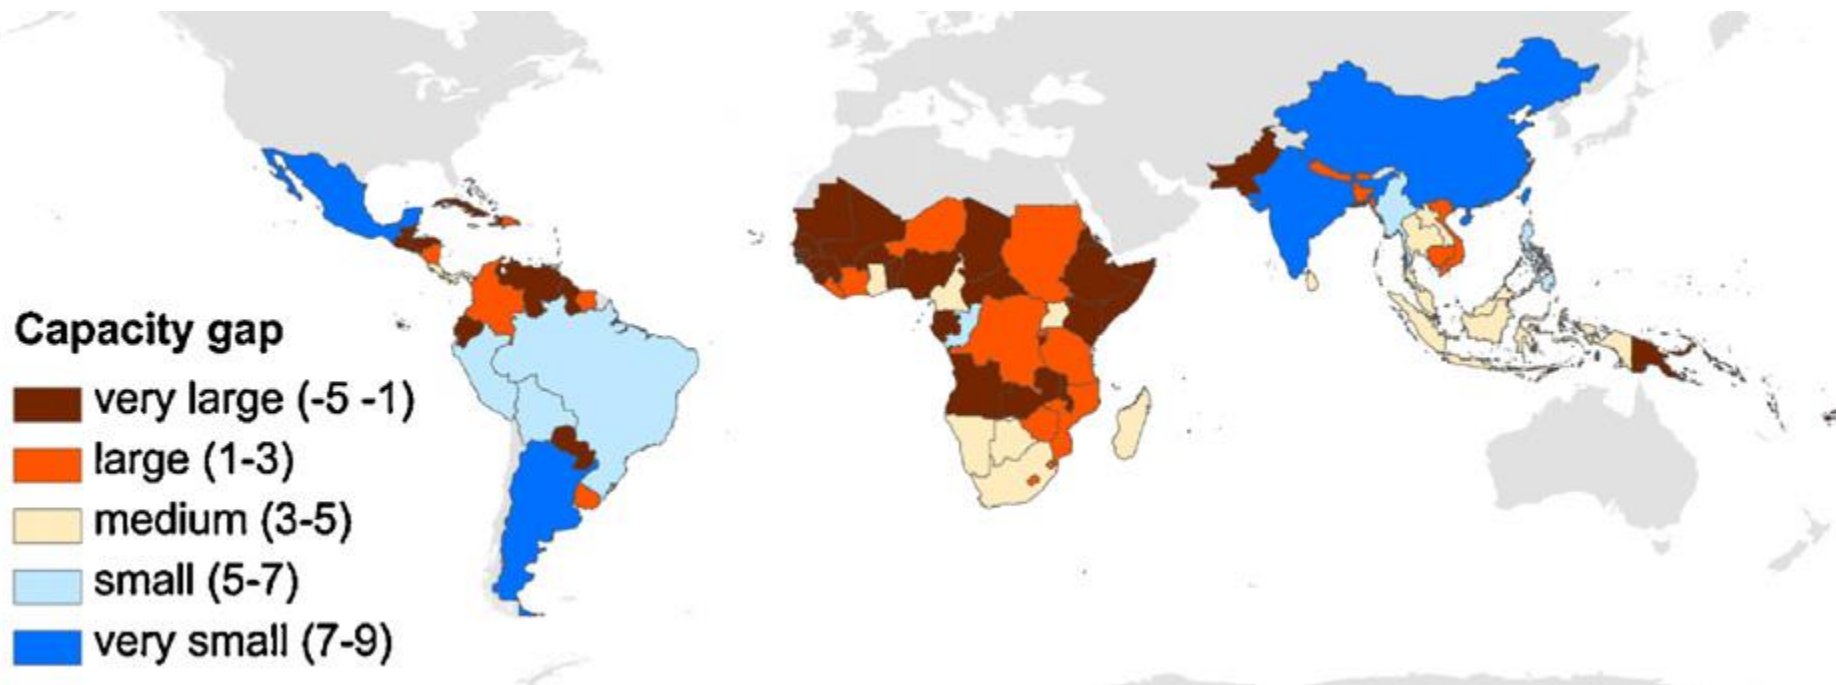 Capacity gap
very large (-5 -1)
large (1-3)
medium (3-5)
small (5-7)
very small (7-9)